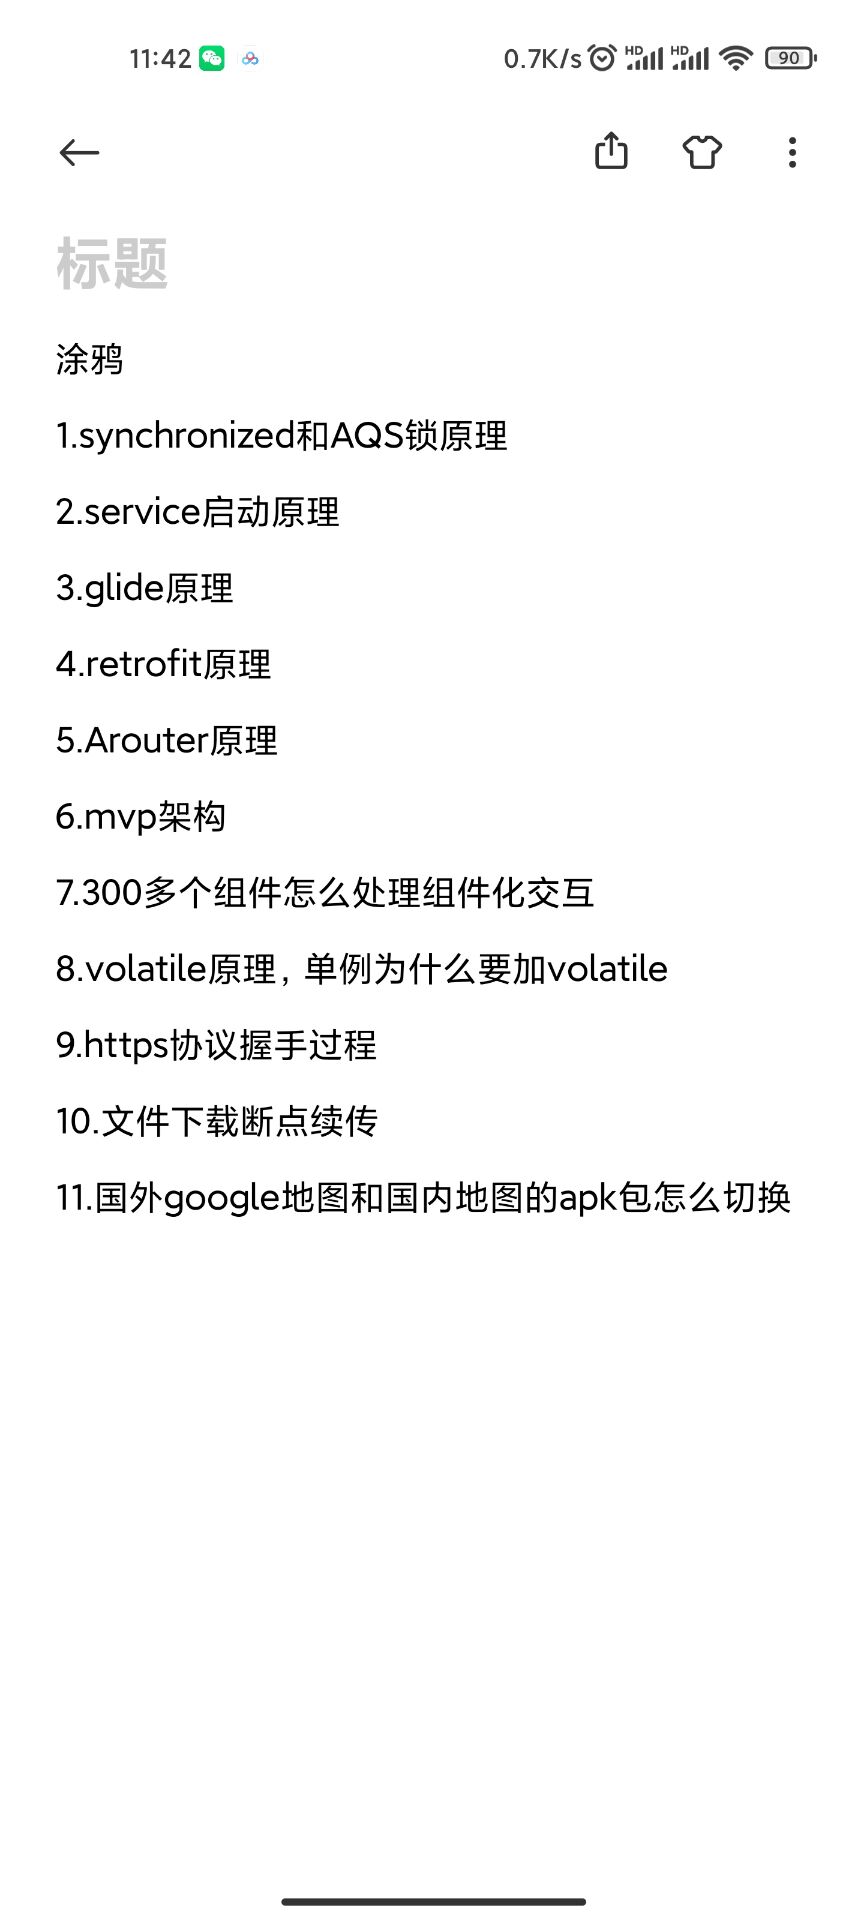 11:42 0.7K/s HD HD 90
标题
涂鸦
1.synchronized和AQS锁原理
2.service启动原理
3.glide原理
4.retrofit原理
5.Arouter原理
6.mvp架构
7.300多个组件怎么处理组件化交互
8.volatile原理，单例为什么要加volatile
9.https协议握手过程
10.文件下载断点续传
11.国外google地图和国内地图的apk包怎么切换